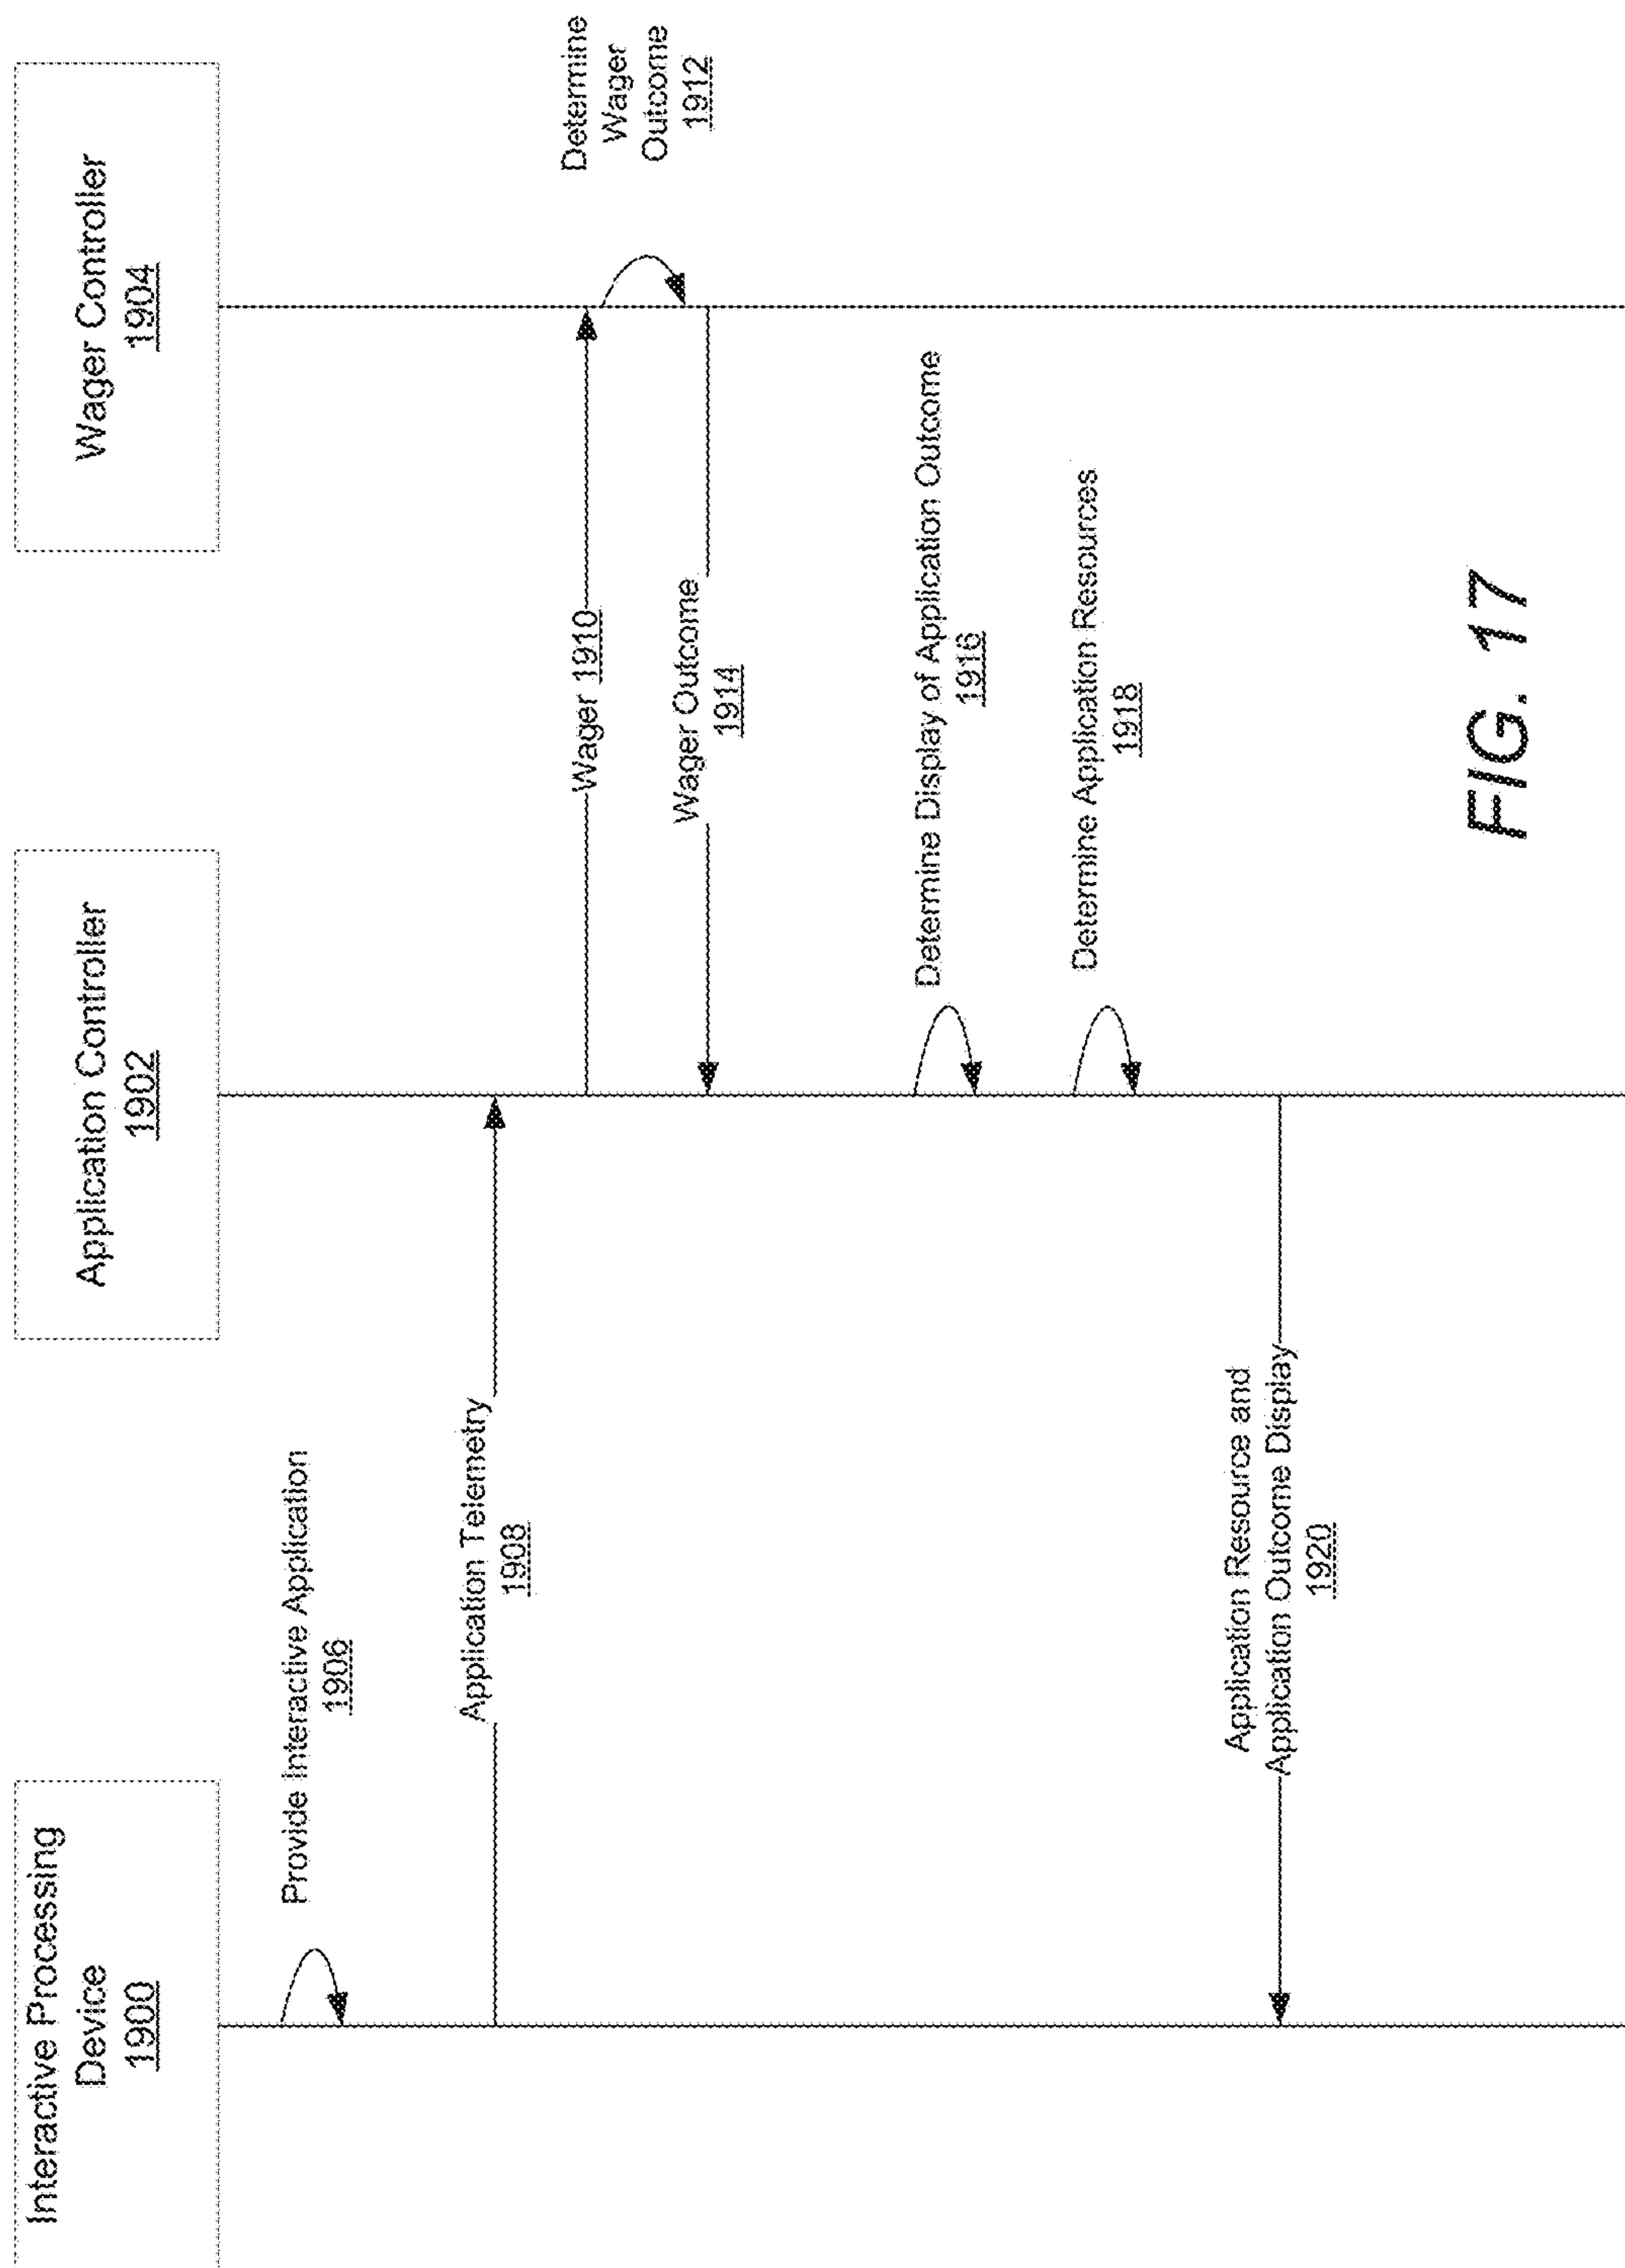 Interactive Processing
Device
1900
Application Controller
1902
Wager Controller
1904
Provide Interactive Application
1906
Application Telemetry
1908
Wager 1910
Determine
Wager
Outcome
1912
Wager Outcome
1914
Determine Display of Application Outcome
1916
Determine Application Resources
1918
Application Resource and
Application Outcome Display
1920
FIG. 17